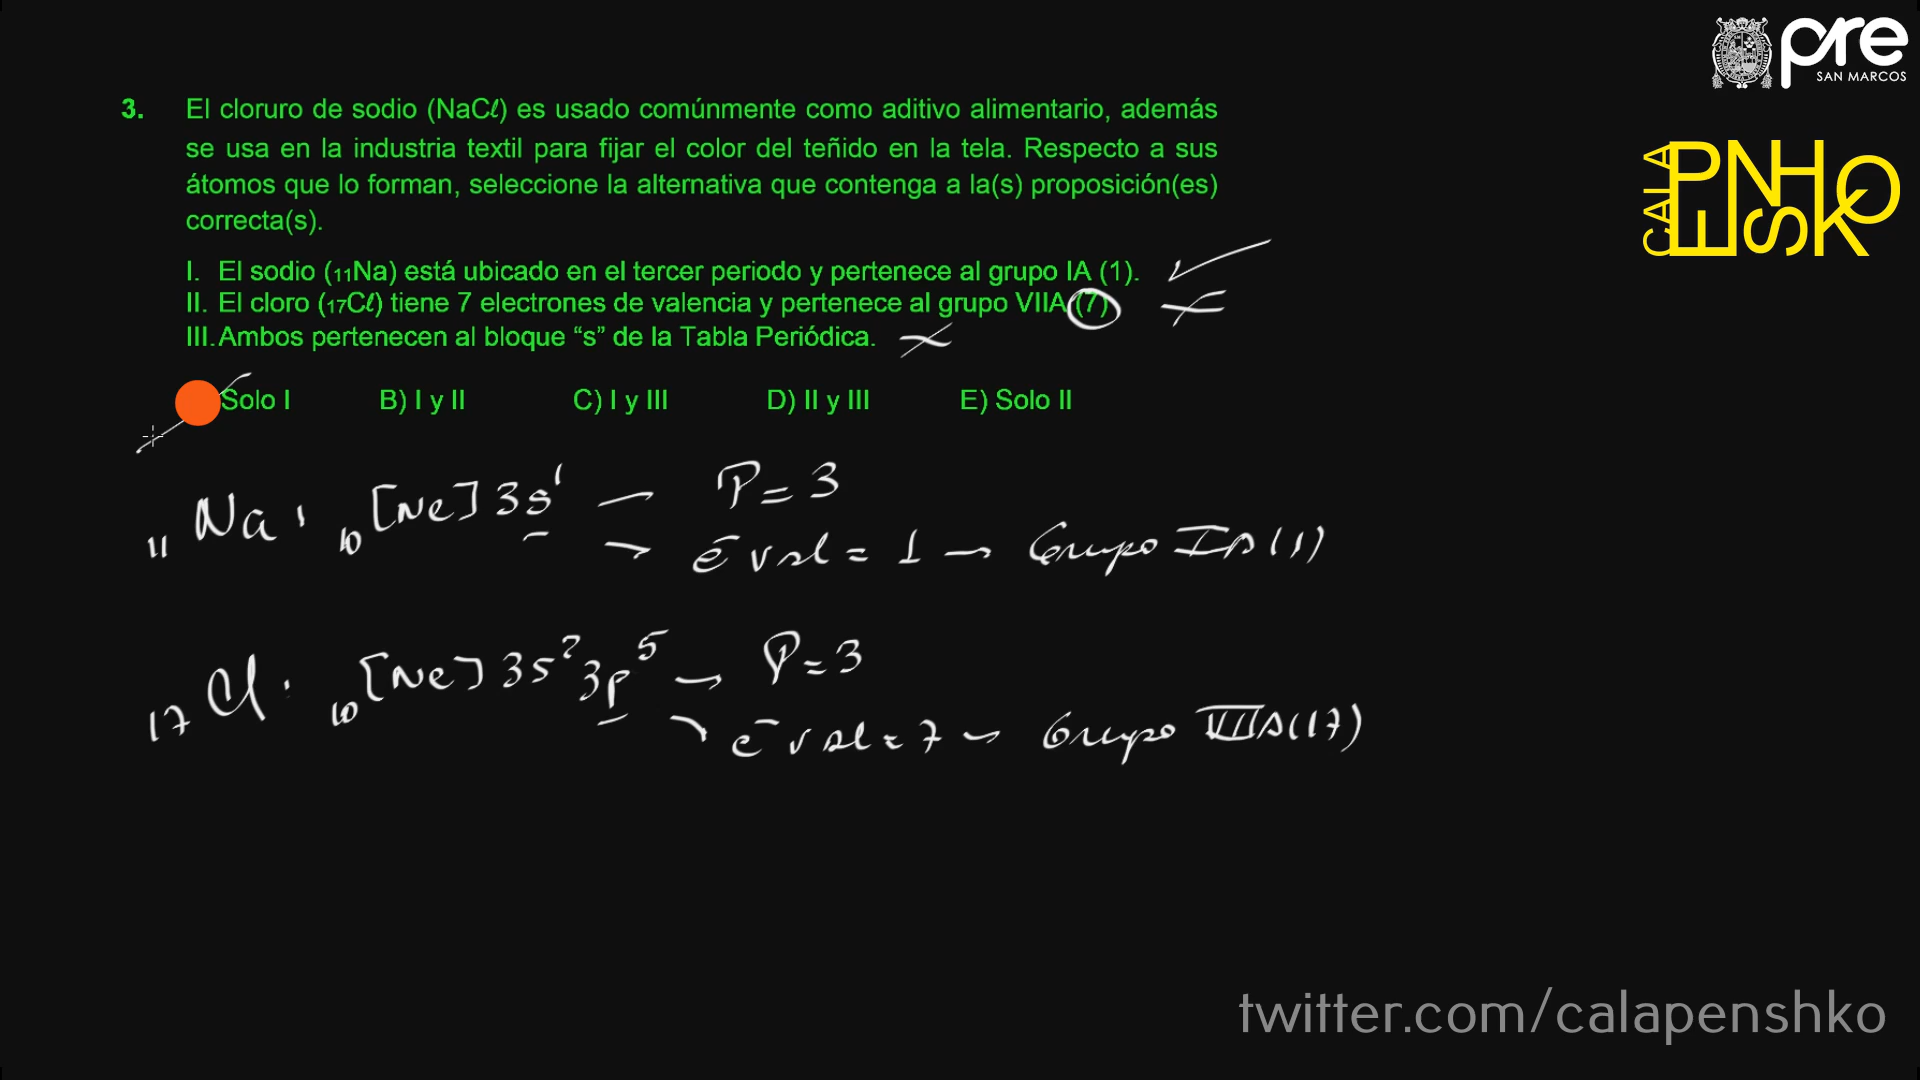 pre
SAN MARCOS
CALA
PENSHKO
3. El cloruro de sodio (NaCℓ) es usado comúnmente como aditivo alimentario, además
se usa en la industria textil para fijar el color del teñido en la tela. Respecto a sus
átomos que lo forman, seleccione la alternativa que contenga a la(s) proposición(es)
correcta(s).
I. El sodio (₁₁Na) está ubicado en el tercer periodo y pertenece al grupo IA (1).
II. El cloro (₁₇Cℓ) tiene 7 electrones de valencia y pertenece al grupo VIIA (7)
III. Ambos pertenecen al bloque “s” de la Tabla Periódica.
Solo I B) I y II C) I y III D) II y III E) Solo II
₁₁Na: ₁₀[Ne] 3s¹ — P = 3
e⁻ val = 1 — Grupo IA (1)
₁₇Cl: ₁₀[Ne] 3s² 3p⁵ — P = 3
e⁻ val = 7 — Grupo VIIA (17)
twitter.com/calapenshko